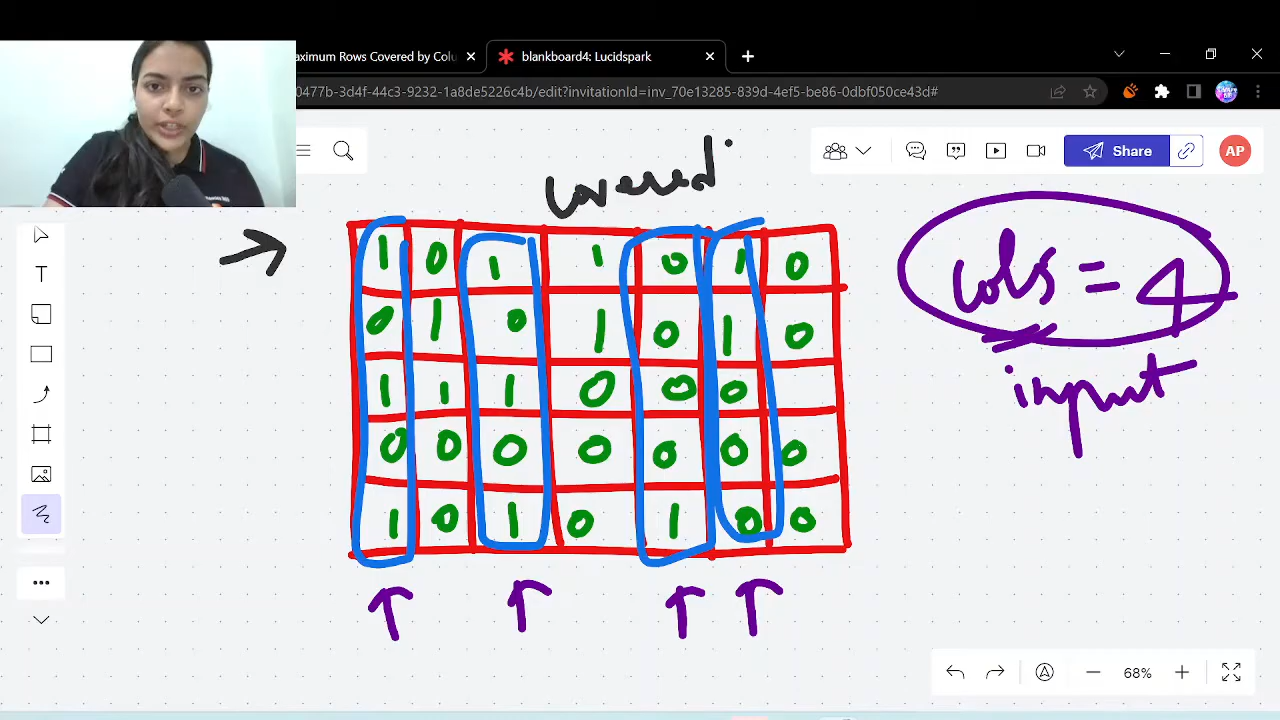 aximum Rows Covered by Colu
blankboard4: Lucidspark
0477b-3d4f-44c3-9232-1a8de5226c4b/edit?invitationId=inv_70e13285-839d-4ef5-be86-0dbf050ce43d#
Share
AP
covered
1 0 1 1 0 1 0
0 1 0 1 0 1 0
1 1 1 0 0 0
0 0 0 0 0 0 0
1 0 1 0 1 0 0
cols = 4
input
T
68%